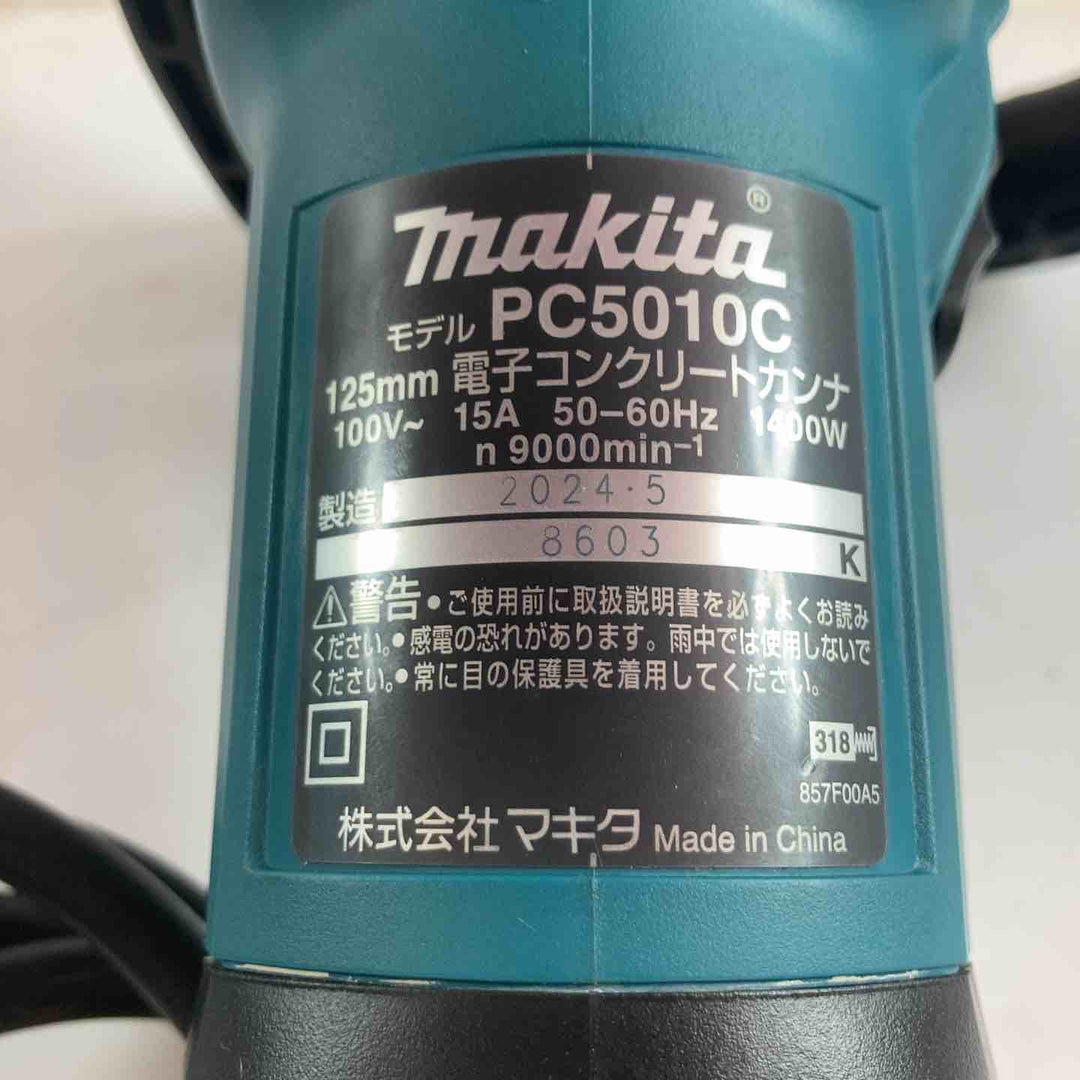 makita®
モデル PC5010C
125mm 電子コンクリートカンナ
100V~ 15A 50-60Hz 1400W
n 9000min⁻¹
製造 2024・5
8603 K
⚠警告 •ご使用前に取扱説明書を必ずよくお読み
ください。•感電の恐れがあります。雨中では使用しないで
ください。•常に目の保護具を着用してください。
318
857F00A5
株式会社マキタ Made in China